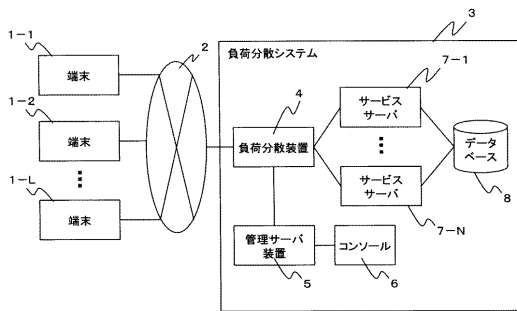 1-1
端末
1-2
端末
1-L
端末
2
3
負荷分散システム
4
負荷分散装置
7-1
サービス
サーバ
サービス
サーバ
7-N
データ
ベース
8
管理サーバ
装置
5
コンソール
6